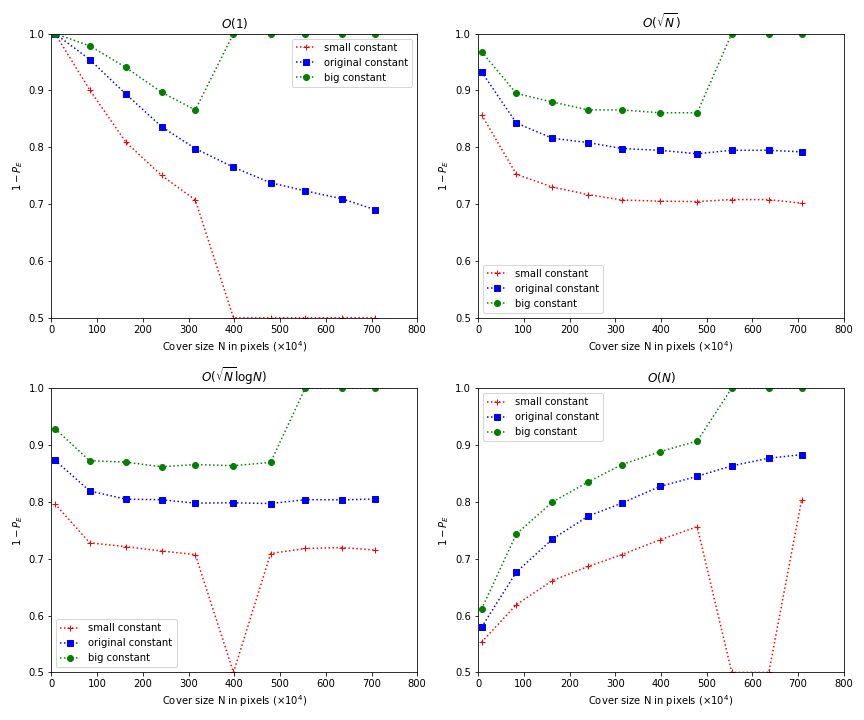 O(1)
1.0
0.9
0.8
0.7
0.6
0.5
1 − P_E
small constant
original constant
big constant
0 100 200 300 400 500 600 700 800
Cover size N in pixels (×10⁴)
O(√N)
1.0
0.9
0.8
0.7
0.6
0.5
1 − P_E
small constant
original constant
big constant
0 100 200 300 400 500 600 700 800
Cover size N in pixels (×10⁴)
O(√NlogN)
1.0
0.9
0.8
0.7
0.6
0.5
1 − P_E
small constant
original constant
big constant
0 100 200 300 400 500 600 700 800
Cover size N in pixels (×10⁴)
O(N)
1.0
0.9
0.8
0.7
0.6
0.5
1 − P_E
small constant
original constant
big constant
0 100 200 300 400 500 600 700 800
Cover size N in pixels (×10⁴)